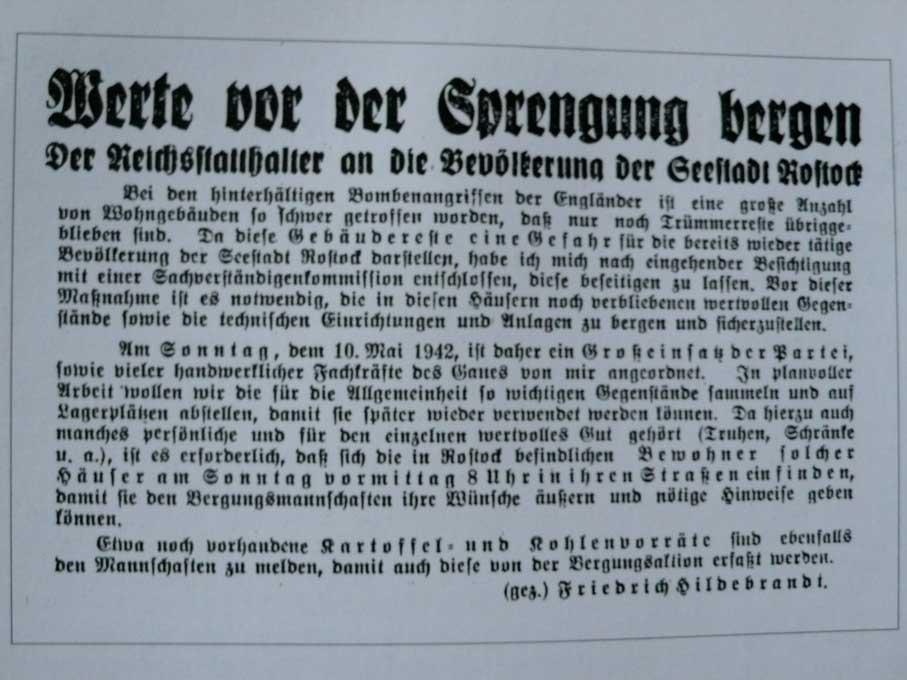 Werte vor der Sprengung bergen
Der Reichsstatthalter an die Bevölkerung der Seestadt Rostock
Bei den hinterhältigen Bombenangriffen der Engländer ist eine große Anzahl
von Wohngebäuden so schwer getroffen worden, daß nur noch Trümmerreste übrigge-
blieben sind. Da diese Gebäudereste eine Gefahr für die bereits wieder tätige
Bevölkerung der Seestadt Rostock darstellen, habe ich mich nach eingehender Besichtigung
mit einer Sachverständigenkommission entschlossen, diese beseitigen zu lassen. Vor dieser
Maßnahme ist es notwendig, die in diesen Häusern noch verbliebenen wertvollen Gegen-
stände sowie die technischen Einrichtungen und Anlagen zu bergen und sicherzustellen.
Am Sonntag, dem 10. Mai 1942, ist daher ein Großeinsatz der Partei,
sowie vieler handwerklicher Fachkräfte des Gaues von mir angeordnet. In planvoller
Arbeit wollen wir die für die Allgemeinheit so wichtigen Gegenstände sammeln und auf
Lagerplätzen abstellen, damit sie später wieder verwendet werden können. Da hierzu auch
manches persönliche und für den einzelnen wertvolles Gut gehört (Truhen, Schränke
u. a.), ist es erforderlich, daß sich die in Rostock befindlichen Bewohner solcher
Häuser am Sonntag vormittag 8 Uhr in ihren Straßen einfinden,
damit sie den Bergungsmannschaften ihre Wünsche äußern und nötige Hinweise geben
können.
Etwa noch vorhandene Kartoffel- und Kohlenvorräte sind ebenfalls
den Mannschaften zu melden, damit auch diese von der Bergungsaktion erfaßt werden.
(gez.) Friedrich Hildebrandt.